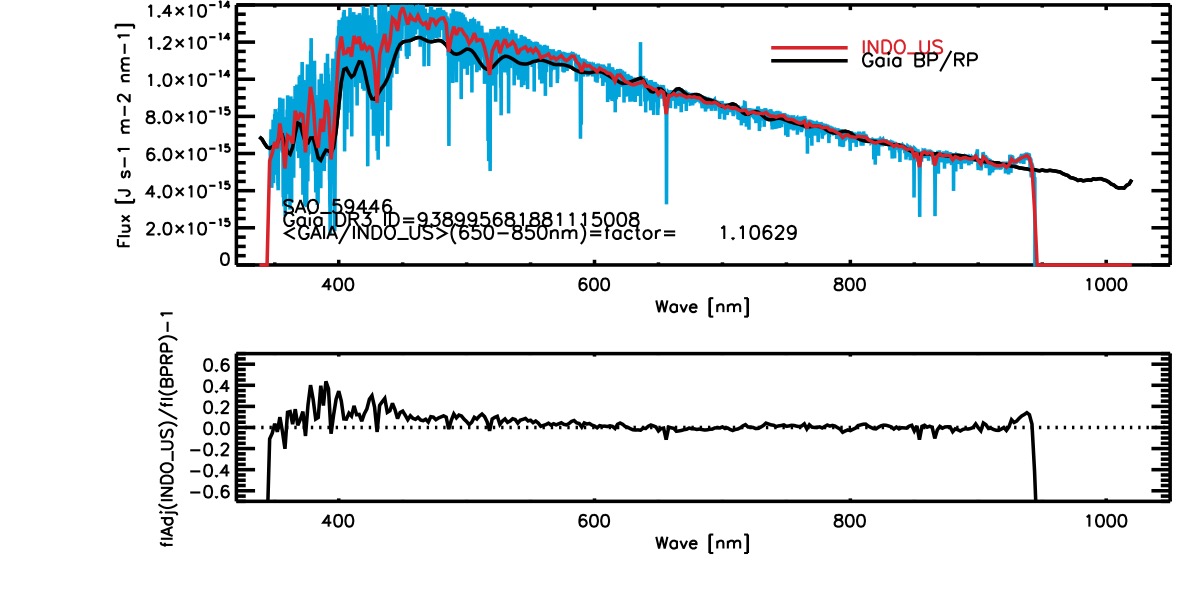 1.4×10⁻¹⁴
1.2×10⁻¹⁴
1.0×10⁻¹⁴
8.0×10⁻¹⁵
6.0×10⁻¹⁵
4.0×10⁻¹⁵
2.0×10⁻¹⁵
0
Flux [J s−1 m−2 nm−1]
INDO_US
Gaia BP/RP
SAO_59446
Gaia DR3 ID=938995681881115008
<GAIA/INDO_US>(650−850nm)=factor= 1.10629
400 600 800 1000
Wave [nm]
0.6
0.4
0.2
0.0
−0.2
−0.4
−0.6
flAdj(INDO_US)/fl(BPRP)−1
400 600 800 1000
Wave [nm]